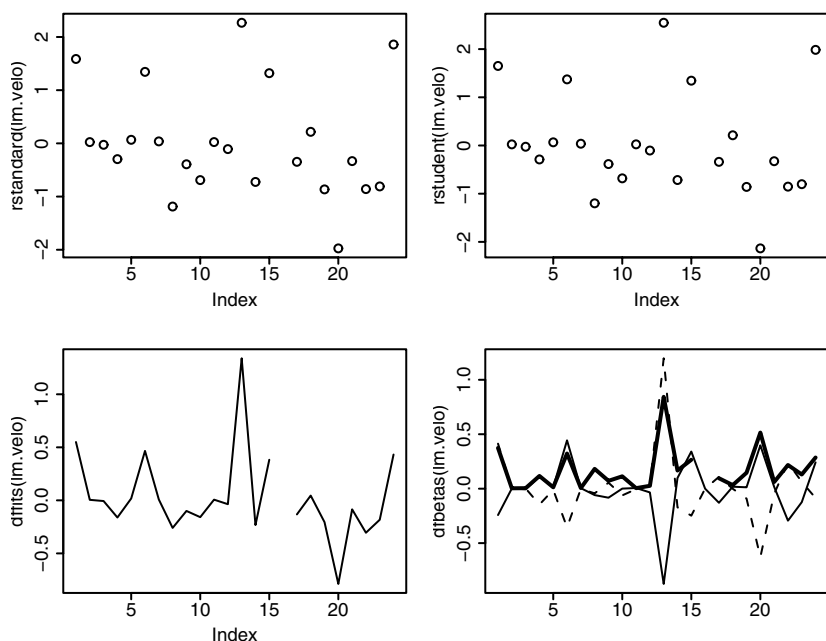 rstandard(lm.velo)
2
1
0
−1
−2
5 10 15 20
Index
rstudent(lm.velo)
2
1
0
−1
−2
5 10 15 20
Index
dffits(lm.velo)
1.0
0.5
0.0
−0.5
5 10 15 20
Index
dfbetas(lm.velo)
1.0
0.5
0.0
−0.5
5 10 15 20